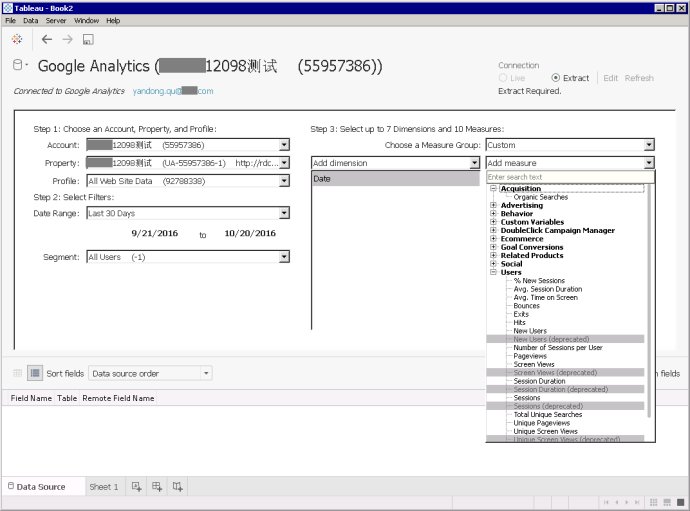 Tableau - Book2
File Data Server Window Help
Google Analytics ( 12098测试 (55957386))
Connection
Live Extract Edit Refresh
Connected to Google Analytics yandong.qu@ .com
Extract Required.
Step 1: Choose an Account, Property, and Profile:
Account: 12098测试 (55957386)
Property: 12098测试 (UA-55957386-1) http://rdc...
Profile: All Web Site Data (92788338)
Step 2: Select Filters:
Date Range: Last 30 Days
9/21/2016 to 10/20/2016
Segment: All Users (-1)
Step 3: Select up to 7 Dimensions and 10 Measures:
Choose a Measure Group: Custom
Add dimension
Date
Add measure
Enter search text
Acquisition
Organic Searches
Advertising
Behavior
Custom Variables
DoubleClick Campaign Manager
Ecommerce
Goal Conversions
Related Products
Social
Users
% New Sessions
Avg. Session Duration
Avg. Time on Screen
Bounces
Exits
Hits
New Users
New Users (deprecated)
Number of Sessions per User
Pageviews
Screen Views
Screen Views (deprecated)
Session Duration
Session Duration (deprecated)
Sessions
Sessions (deprecated)
Total Unique Searches
Unique Pageviews
Unique Screen Views
Unique Screen Views (deprecated)
Sort fields Data source order
fields
Field Name Table Remote Field Name
Data Source Sheet 1